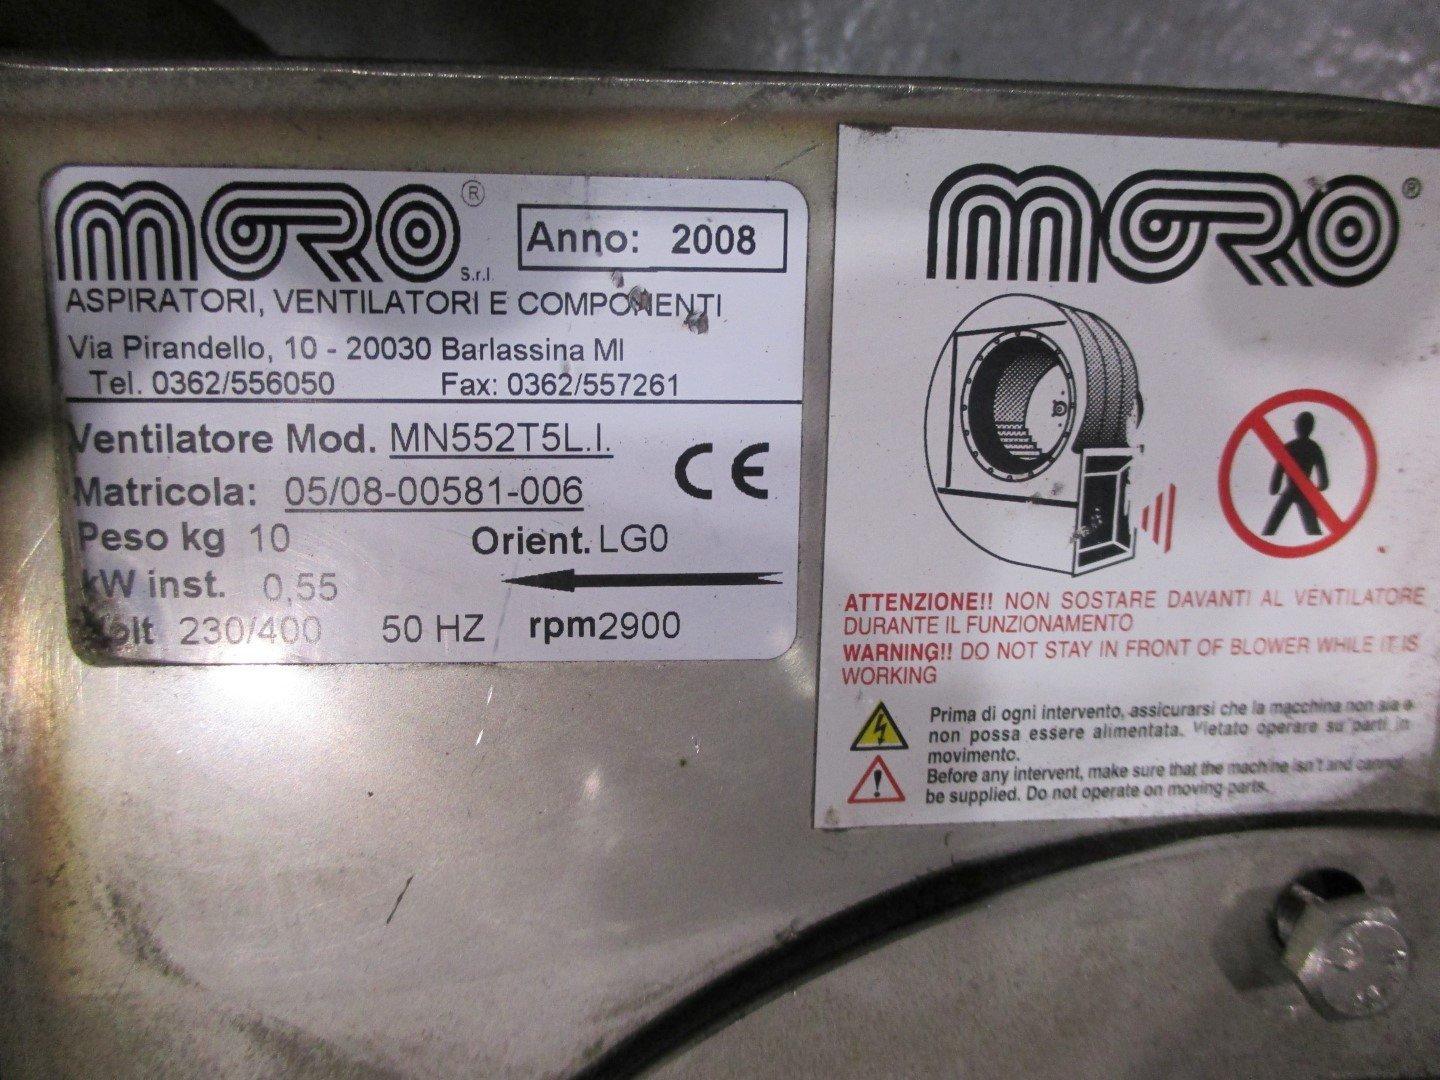 MORO ®
S.r.l.
Anno: 2008
ASPIRATORI, VENTILATORI E COMPONENTI
Via Pirandello, 10 - 20030 Barlassina MI
Tel. 0362/556050 Fax: 0362/557261
Ventilatore Mod. MN552T5L.I.
Matricola: 05/08-00581-006
CE
Peso kg 10 Orient. LG0
kW inst. 0,55
Volt 230/400 50 HZ rpm2900
MORO ®
ATTENZIONE!! NON SOSTARE DAVANTI AL VENTILATORE
DURANTE IL FUNZIONAMENTO
WARNING!! DO NOT STAY IN FRONT OF BLOWER WHILE IT IS
WORKING
Prima di ogni intervento, assicurarsi che la macchina non sia e
non possa essere alimentata. Vietato operare su parti in
movimento.
Before any intervent, make sure that the machine isn't and cannot
be supplied. Do not operate on moving parts.